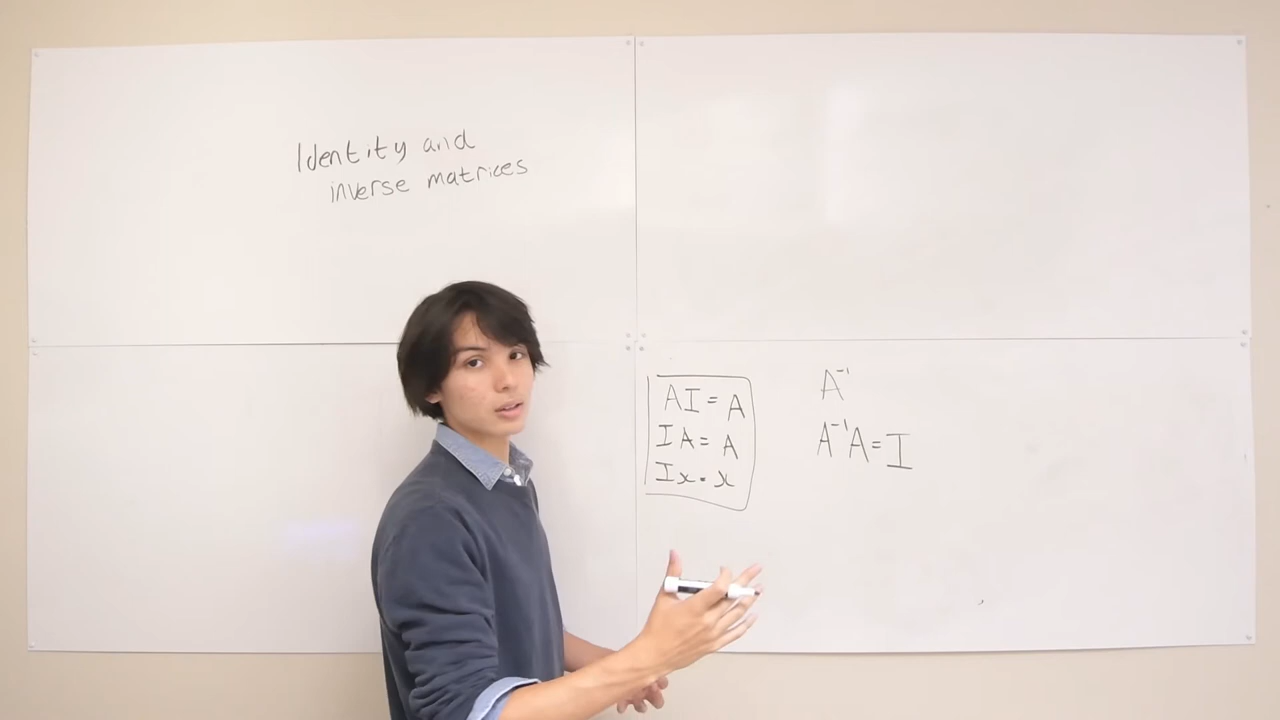 Identity and
inverse matrices
AI = A
IA = A
Ix = x
A⁻¹
A⁻¹A = I